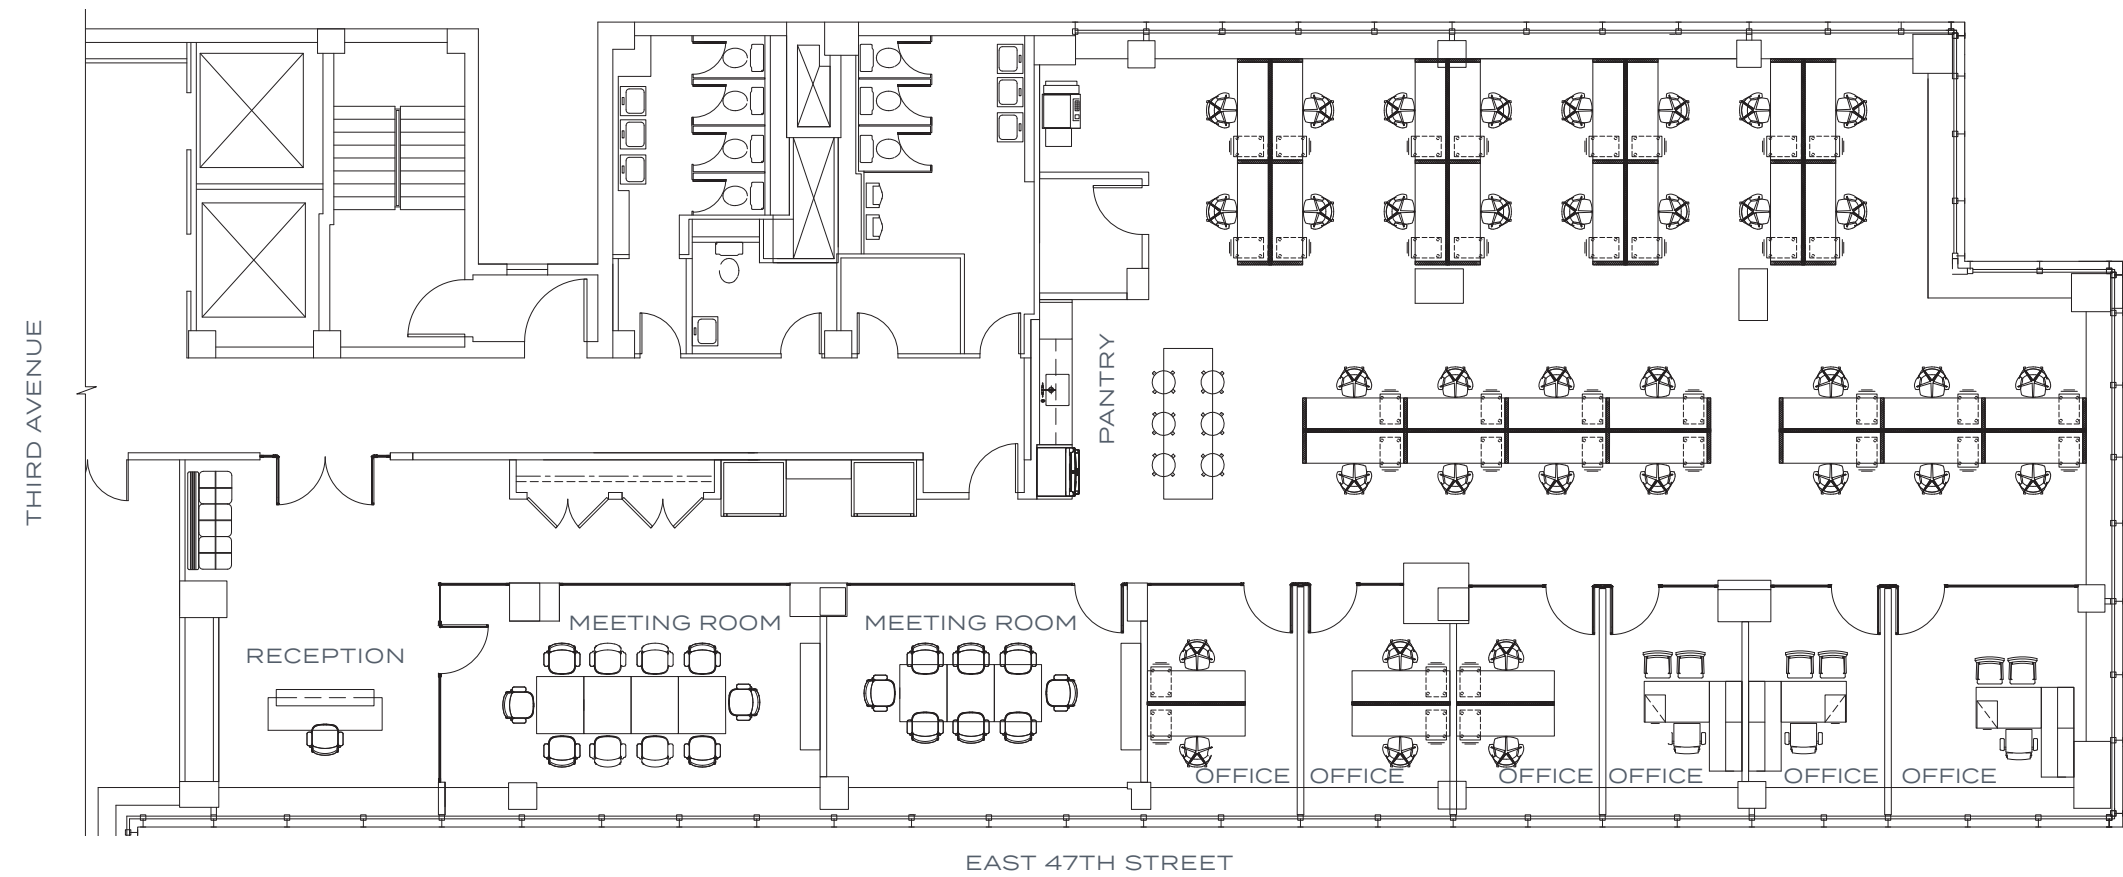 THIRD AVENUE
PANTRY
MEETING ROOM
MEETING ROOM
RECEPTION
OFFICE
OFFICE
OFFICE
OFFICE
OFFICE
OFFICE
EAST 47TH STREET